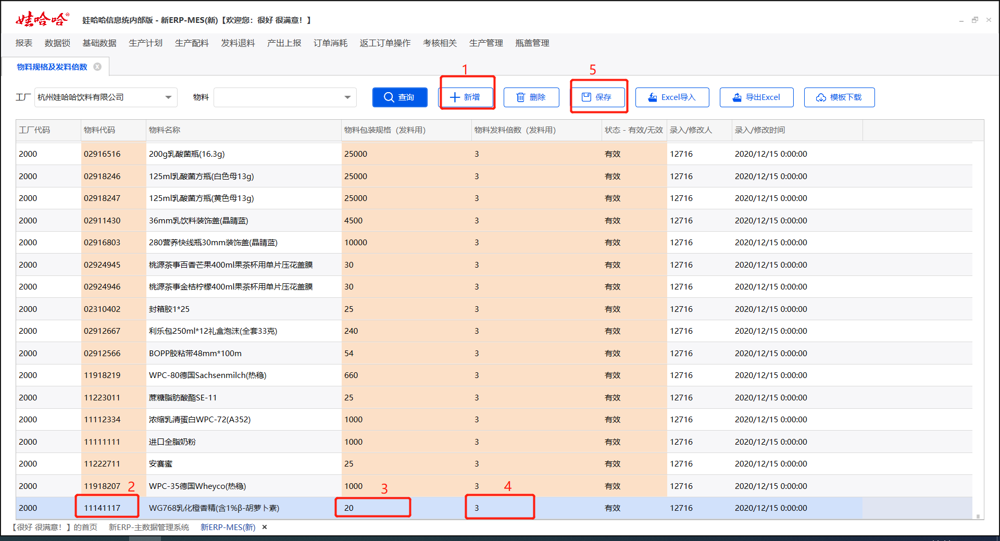 娃哈哈® 娃哈哈信息统内部版 - 新ERP-MES(新)【欢迎您：很好 很满意！】
报表 数据锁 基础数据 生产计划 生产配料 发料退料 产出上报 订单消耗 返工订单操作 考核相关 生产管理 瓶盖管理
物料规格及发料倍数
1 5
工厂 杭州娃哈哈饮料有限公司 物料 查询 新增 删除 保存 Excel导入 导出Excel 模板下载
工厂代码 物料代码 物料名称 物料包装规格（发料用） 物料发料倍数（发料用） 状态 - 有效/无效 录入/修改人 录入/修改时间
2000 02916516 200g乳酸菌瓶(16.3g) 25000 3 有效 12716 2020/12/15 0:00:00
2000 02918246 125ml乳酸菌方瓶(白色母13g) 25000 3 有效 12716 2020/12/15 0:00:00
2000 02918247 125ml乳酸菌方瓶(黄色母13g) 25000 3 有效 12716 2020/12/15 0:00:00
2000 02911430 36mm乳饮料装饰盖(晶睛蓝) 4500 3 有效 12716 2020/12/15 0:00:00
2000 02916803 280营养快线瓶30mm装饰盖(晶睛蓝) 10000 3 有效 12716 2020/12/15 0:00:00
2000 02924945 桃源茶事百香芒果400ml果茶杯用单片压花盖膜 30 3 有效 12716 2020/12/15 0:00:00
2000 02924946 桃源茶事金桔柠檬400ml果茶杯用单片压花盖膜 30 3 有效 12716 2020/12/15 0:00:00
2000 02310402 封箱胶1*25 25 3 有效 12716 2020/12/15 0:00:00
2000 02912667 利乐包250ml*12礼盒泡沫(全套33克) 240 3 有效 12716 2020/12/15 0:00:00
2000 02912566 BOPP胶粘带48mm*100m 54 3 有效 12716 2020/12/15 0:00:00
2000 11918219 WPC-80德国Sachsenmilch(热稳) 660 3 有效 12716 2020/12/15 0:00:00
2000 11223011 蔗糖脂肪酸酯SE-11 25 3 有效 12716 2020/12/15 0:00:00
2000 11112334 浓缩乳清蛋白WPC-72(A352) 1000 3 有效 12716 2020/12/15 0:00:00
2000 11111111 进口全脂奶粉 1000 3 有效 12716 2020/12/15 0:00:00
2000 11222711 安赛蜜 25 3 有效 12716 2020/12/15 0:00:00
2000 11918207 2 WPC-35德国Wheyco(热稳) 1000 3 3 4 有效 12716 2020/12/15 0:00:00
2000 11141117 WG768乳化橙香精(含1%β-胡萝卜素) 20 3 有效 12716 2020/12/15 0:00:00
【很好 很满意！】的首页 新ERP-主数据管理系统 新ERP-MES(新)